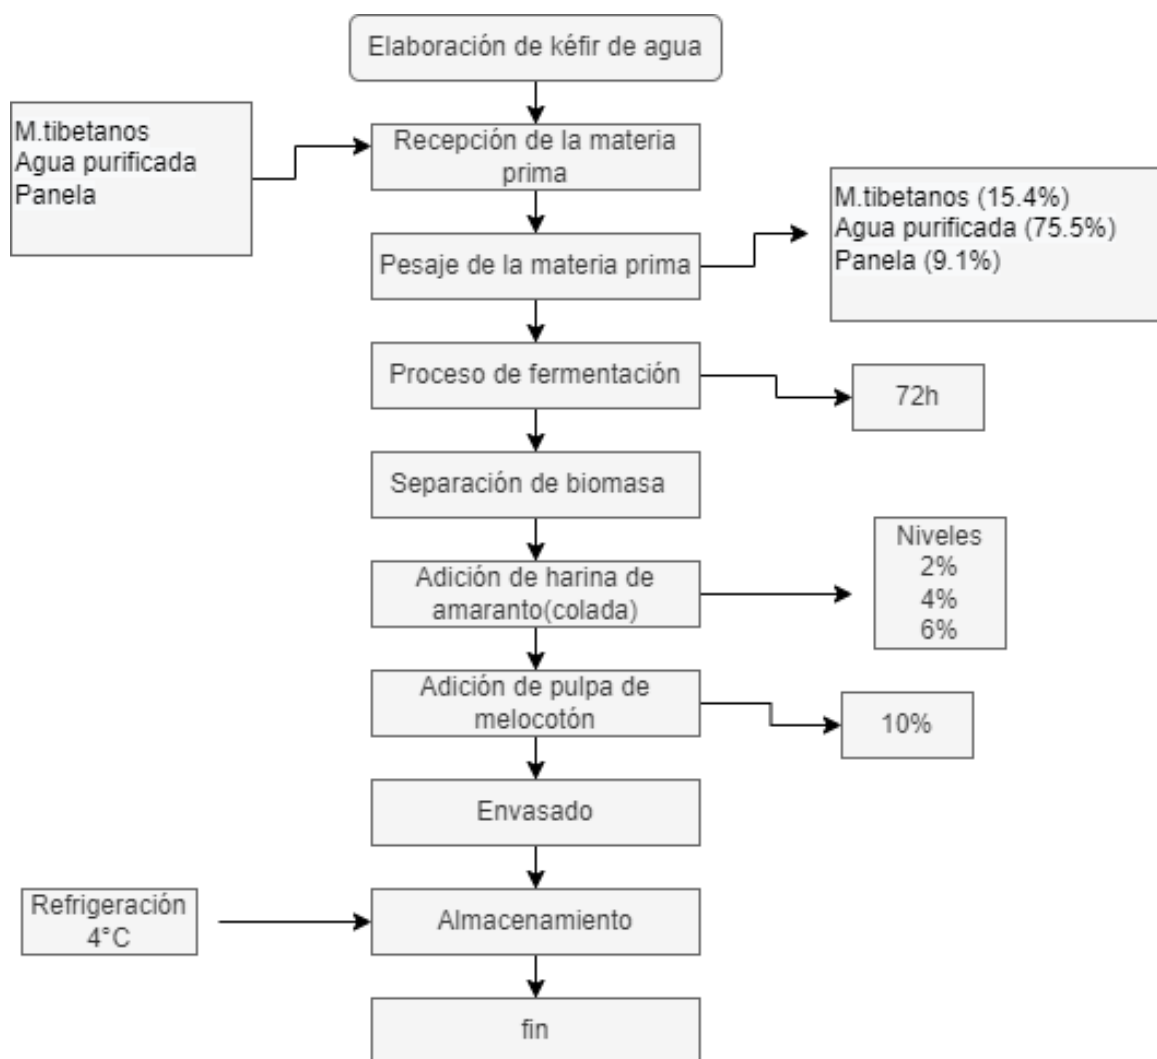 Elaboración de kéfir de agua
M.tibetanos
Agua purificada
Panela
Recepción de la materia
prima
Pesaje de la materia prima
M.tibetanos (15.4%)
Agua purificada (75.5%)
Panela (9.1%)
Proceso de fermentación
72h
Separación de biomasa
Adición de harina de
amaranto(colada)
Niveles
2%
4%
6%
Adición de pulpa de
melocotón
10%
Envasado
Refrigeración
4°C
Almacenamiento
fin